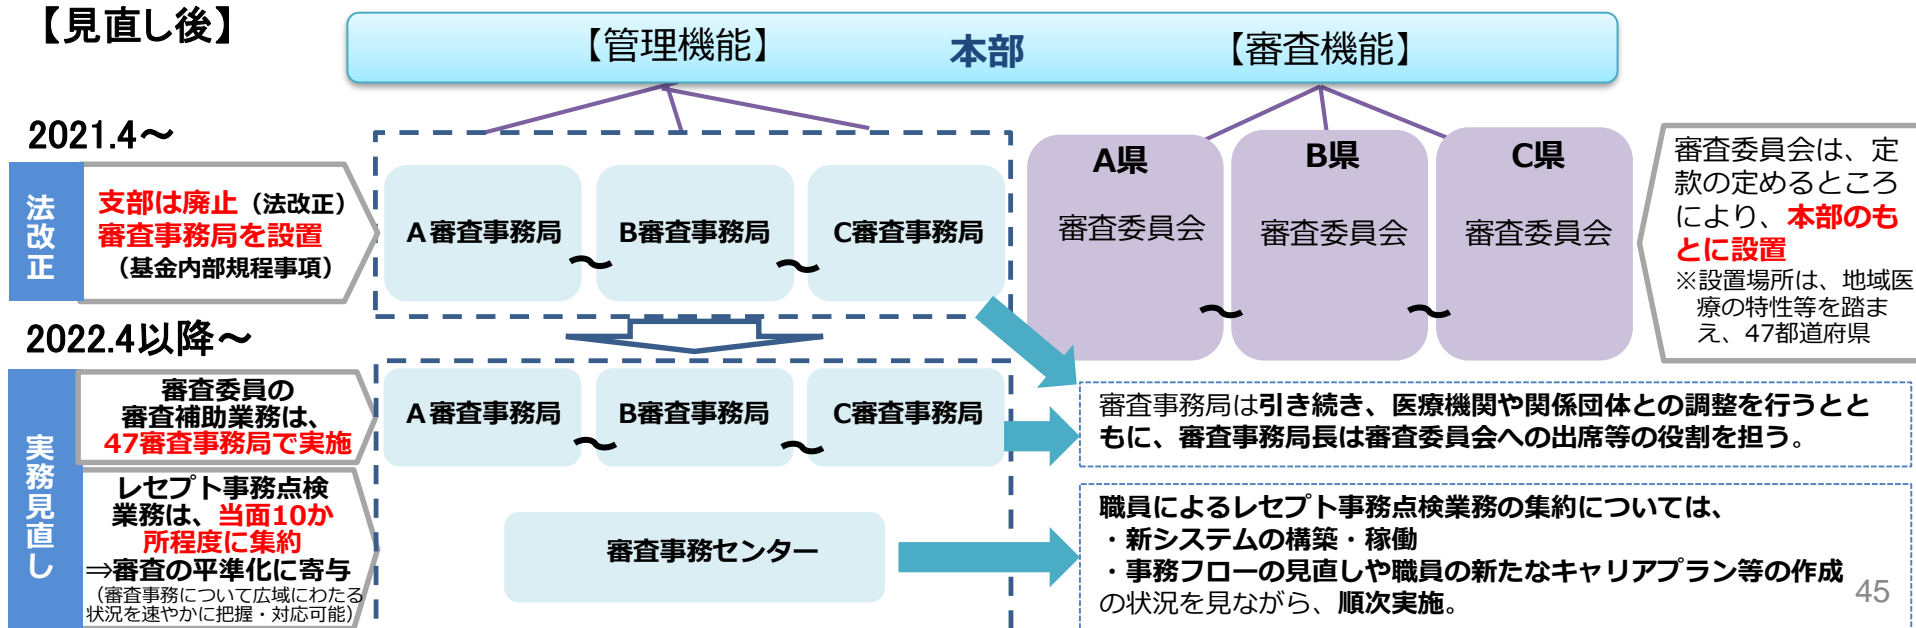 【見直し後】
【管理機能】 本部 【審査機能】
2021.4～
法改正
支部は廃止（法改正）
審査事務局を設置
（基金内部規程事項）
A審査事務局
～
B審査事務局
～
C審査事務局
A県
審査委員会
～
B県
審査委員会
～
C県
審査委員会
審査委員会は、定
款の定めるところ
により、本部のも
とに設置
※設置場所は、地域医
療の特性等を踏ま
え、47都道府県
2022.4以降～
実務見直し
審査委員の
審査補助業務は、
47審査事務局で実施
レセプト事務点検
業務は、当面10か
所程度に集約
⇒審査の平準化に寄与
（審査事務について広域にわたる
状況を速やかに把握・対応可能）
A審査事務局
～
B審査事務局
～
C審査事務局
審査事務センター
審査事務局は引き続き、医療機関や関係団体との調整を行うとと
もに、審査事務局長は審査委員会への出席等の役割を担う。
職員によるレセプト事務点検業務の集約については、
・新システムの構築・稼働
・事務フローの見直しや職員の新たなキャリアプラン等の作成
の状況を見ながら、順次実施。
45